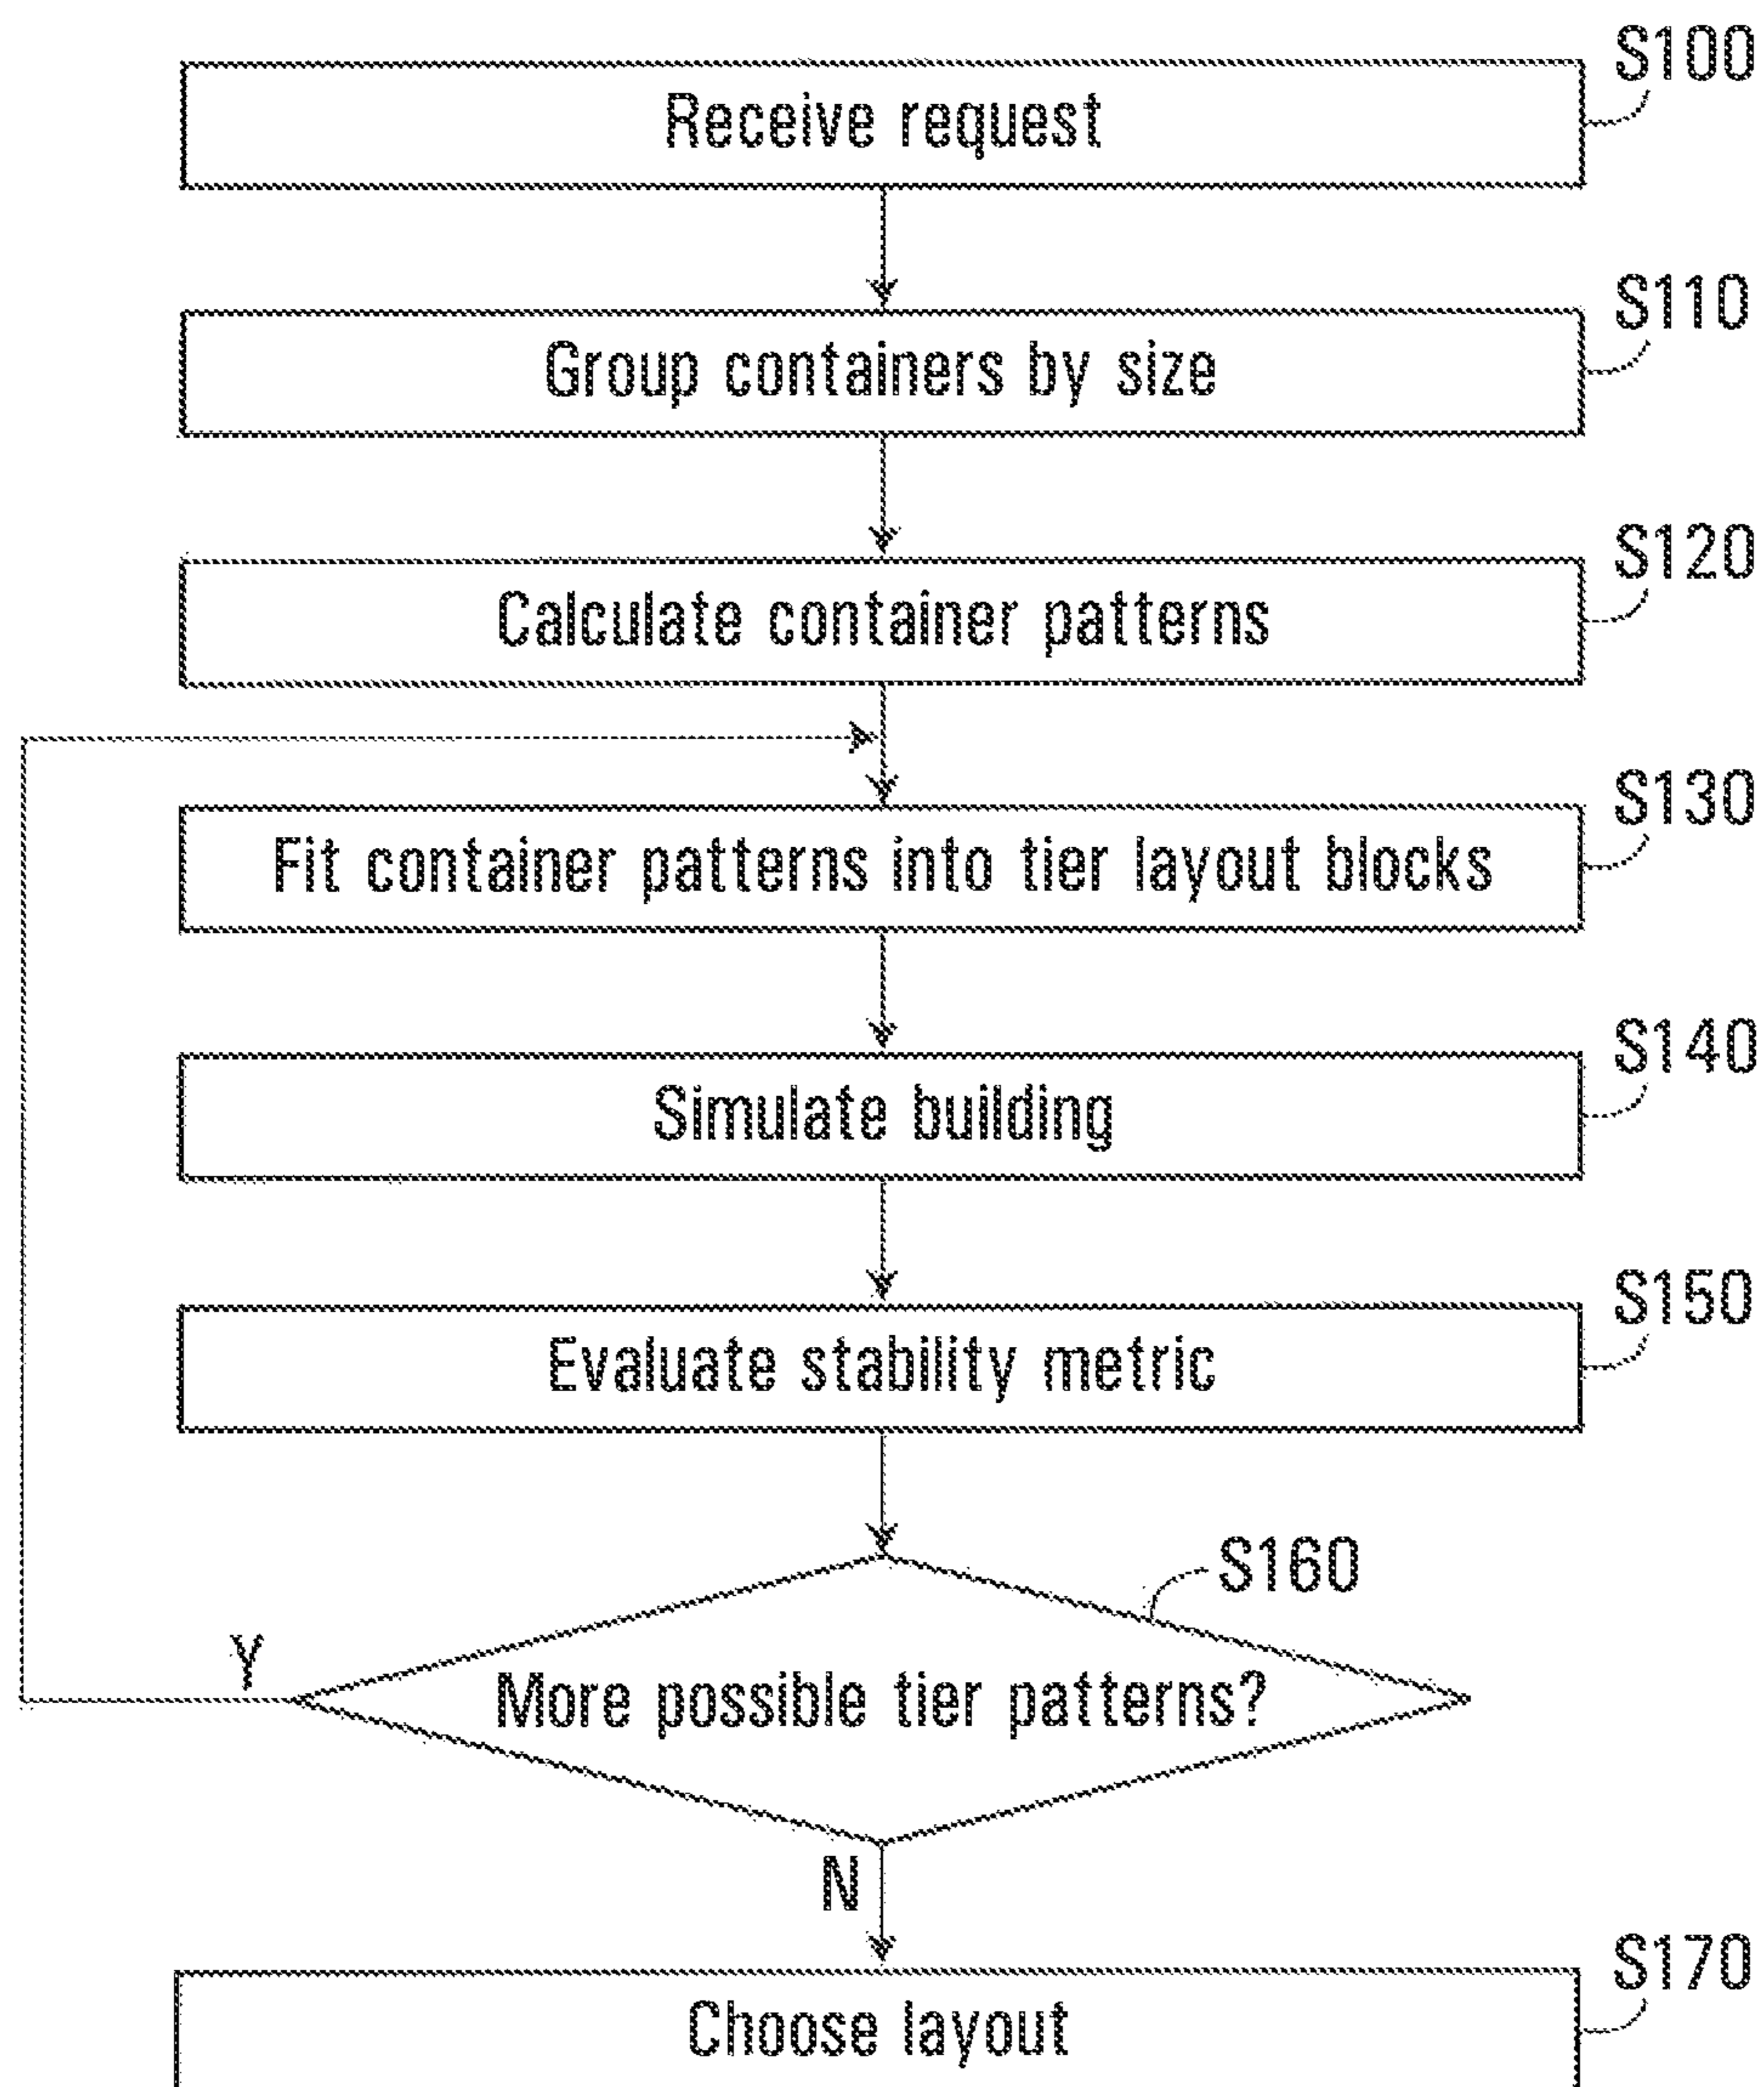 S100
Receive request
S110
Group containers by size
S120
Calculate container patterns
S130
Fit container patterns into tier layout blocks
S140
Simulate building
S150
Evaluate stability metric
S160
Y
More possible tier patterns?
N
S170
Choose layout